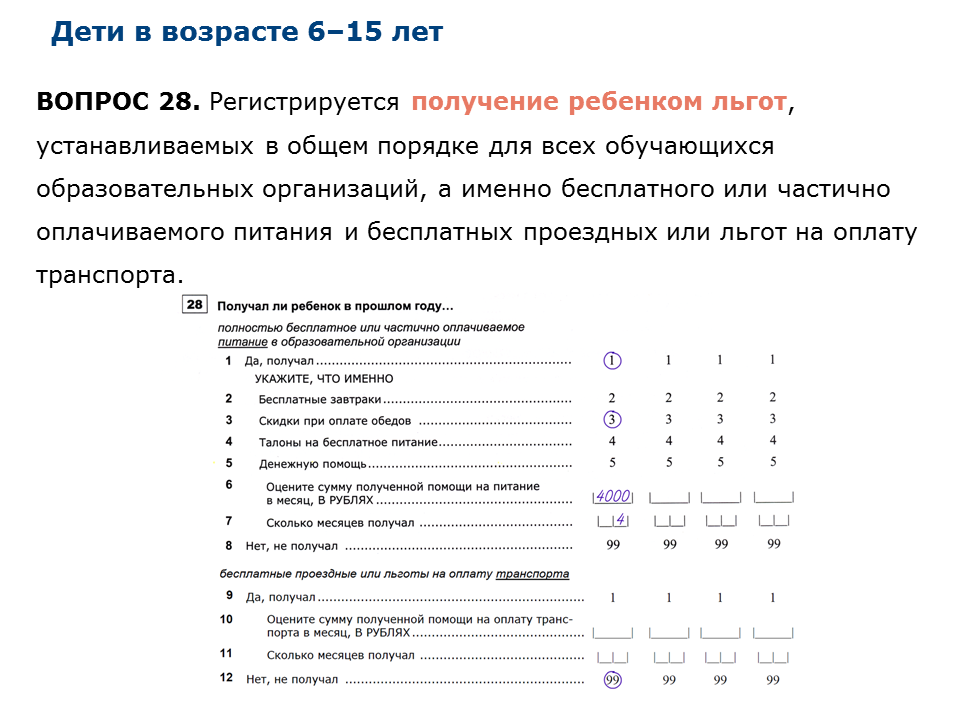 Дети в возрасте 6–15 лет
ВОПРОС 28. Регистрируется получение ребенком льгот,
устанавливаемых в общем порядке для всех обучающихся
образовательных организаций, а именно бесплатного или частично
оплачиваемого питания и бесплатных проездных или льгот на оплату
транспорта.
28 Получал ли ребенок в прошлом году...
полностью бесплатное или частично оплачиваемое
питание в образовательной организации
1 Да, получал 1 1 1 1
УКАЖИТЕ, ЧТО ИМЕННО
2 Бесплатные завтраки 2 2 2 2
3 Скидки при оплате обедов 3 3 3 3
4 Талоны на бесплатное питание 4 4 4 4
5 Денежную помощь 5 5 5 5
6 Оцените сумму полученной помощи на питание
в месяц, В РУБЛЯХ 4000
7 Сколько месяцев получал 4
8 Нет, не получал 99 99 99 99
бесплатные проездные или льготы на оплату транспорта
9 Да, получал 1 1 1 1
10 Оцените сумму полученной помощи на оплату транс-
порта в месяц, В РУБЛЯХ
11 Сколько месяцев получал
12 Нет, не получал 99 99 99 99